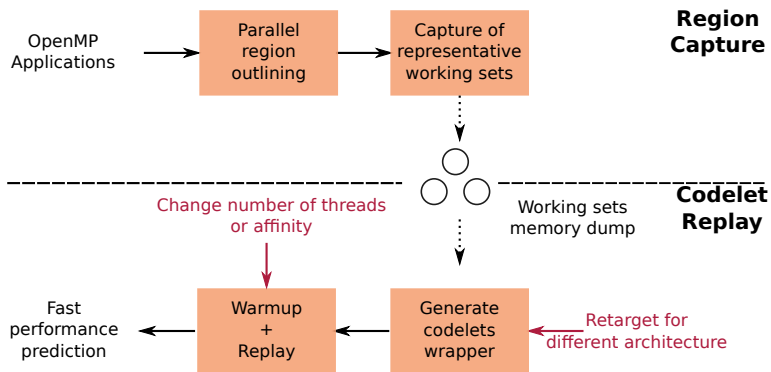 OpenMP
Applications
Parallel
region
outlining
Capture of
representative
working sets
Region
Capture
Change number of threads
or affinity
Working sets
memory dump
Codelet
Replay
Fast
performance
prediction
Warmup
+
Replay
Generate
codelets
wrapper
Retarget for
different architecture